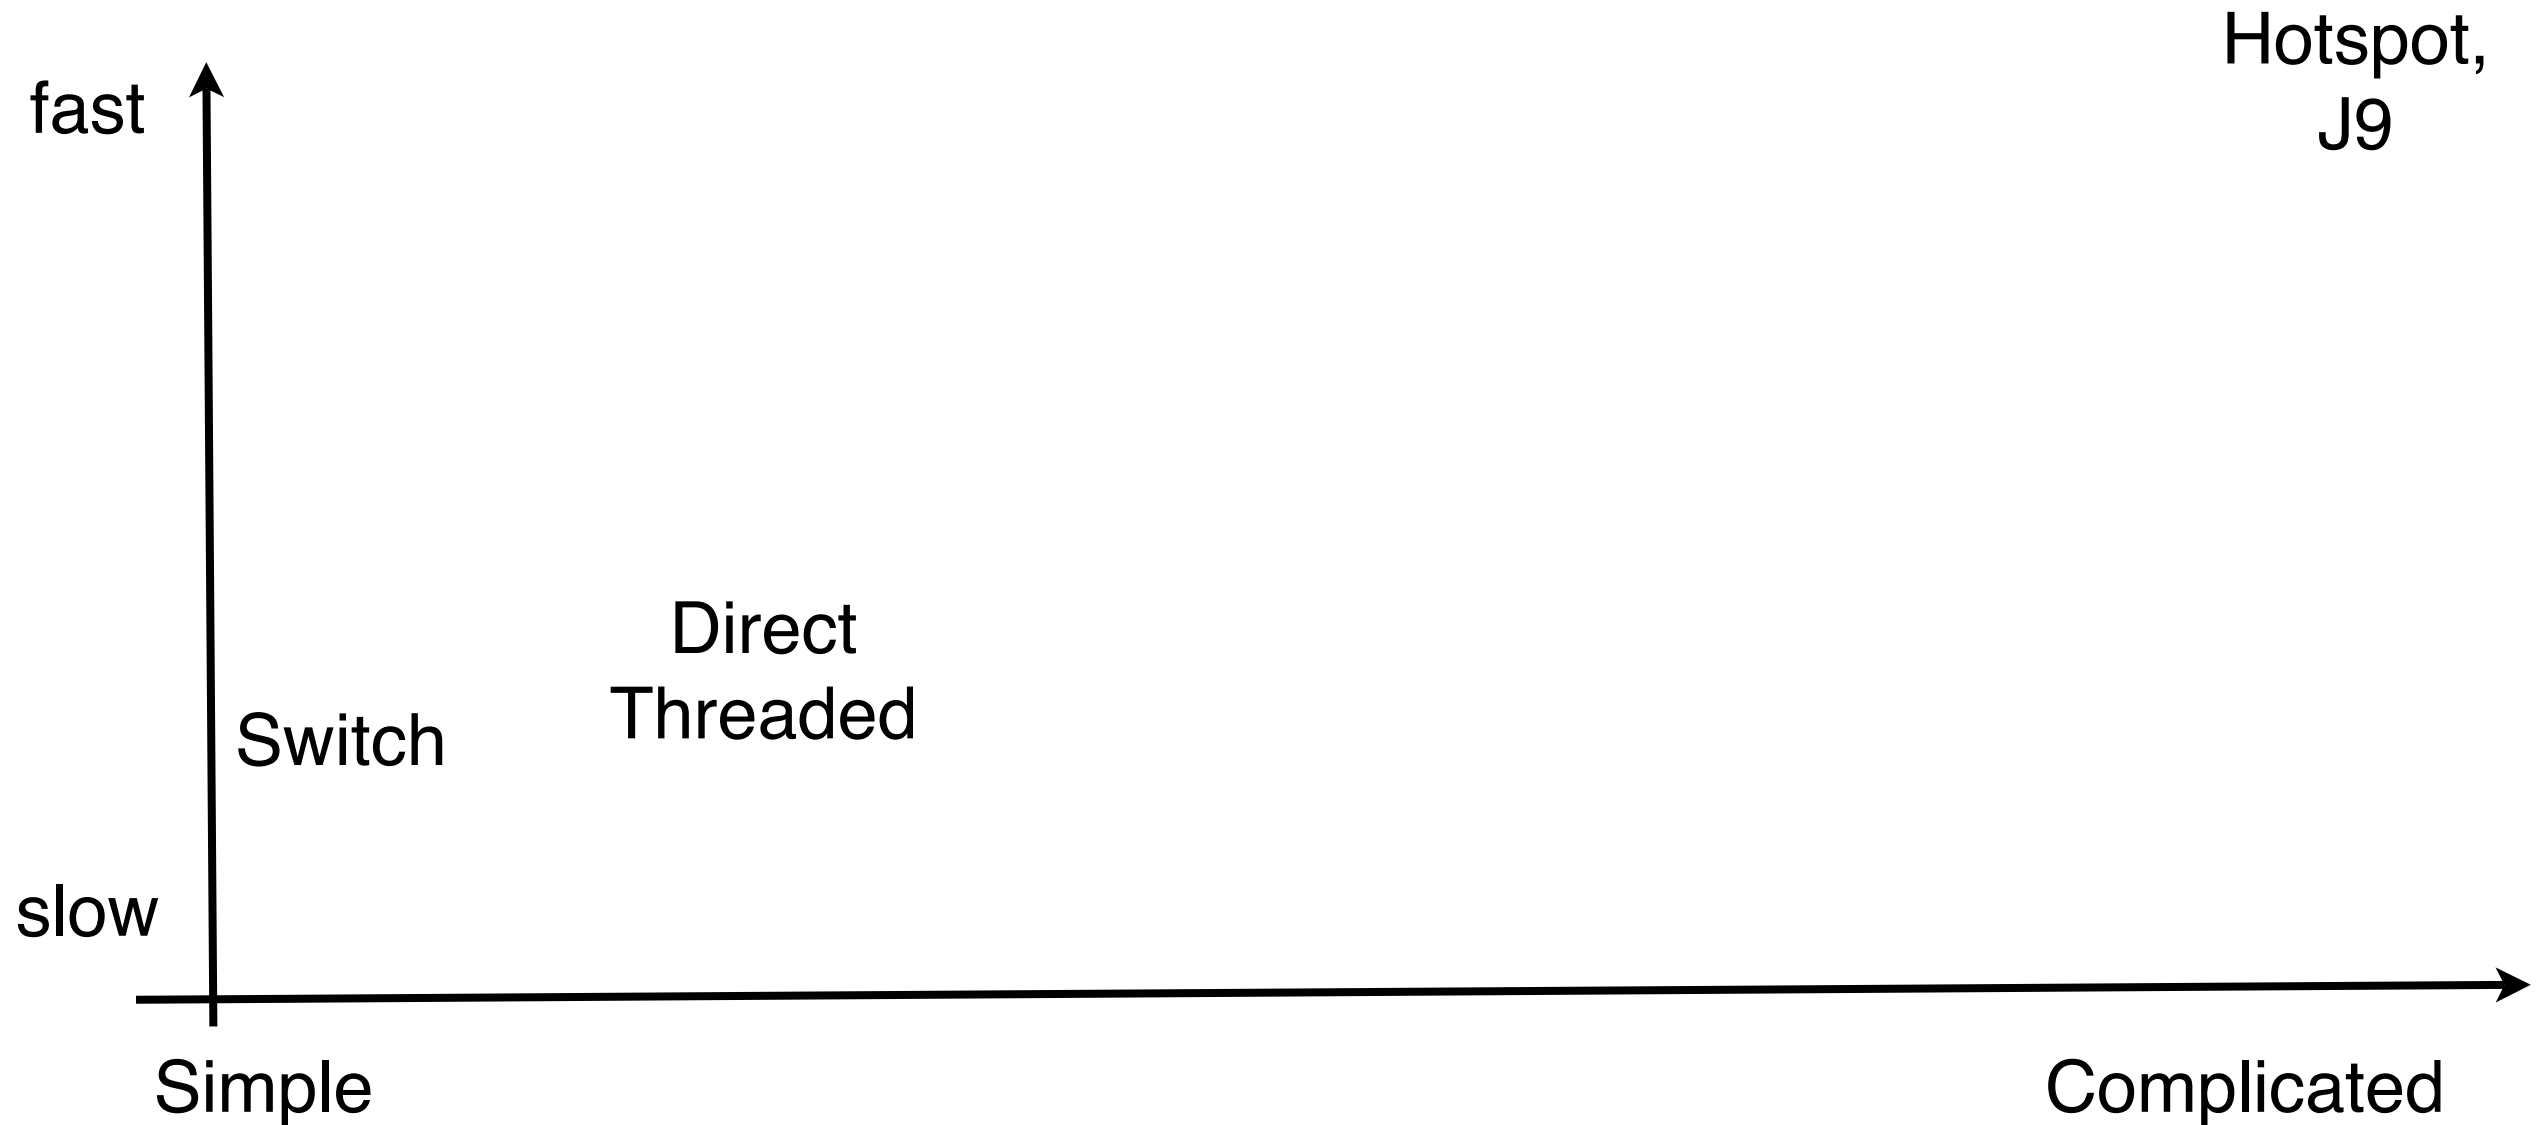 Hotspot,
J9
fast
Direct
Threaded
Switch
slow
Simple
Complicated